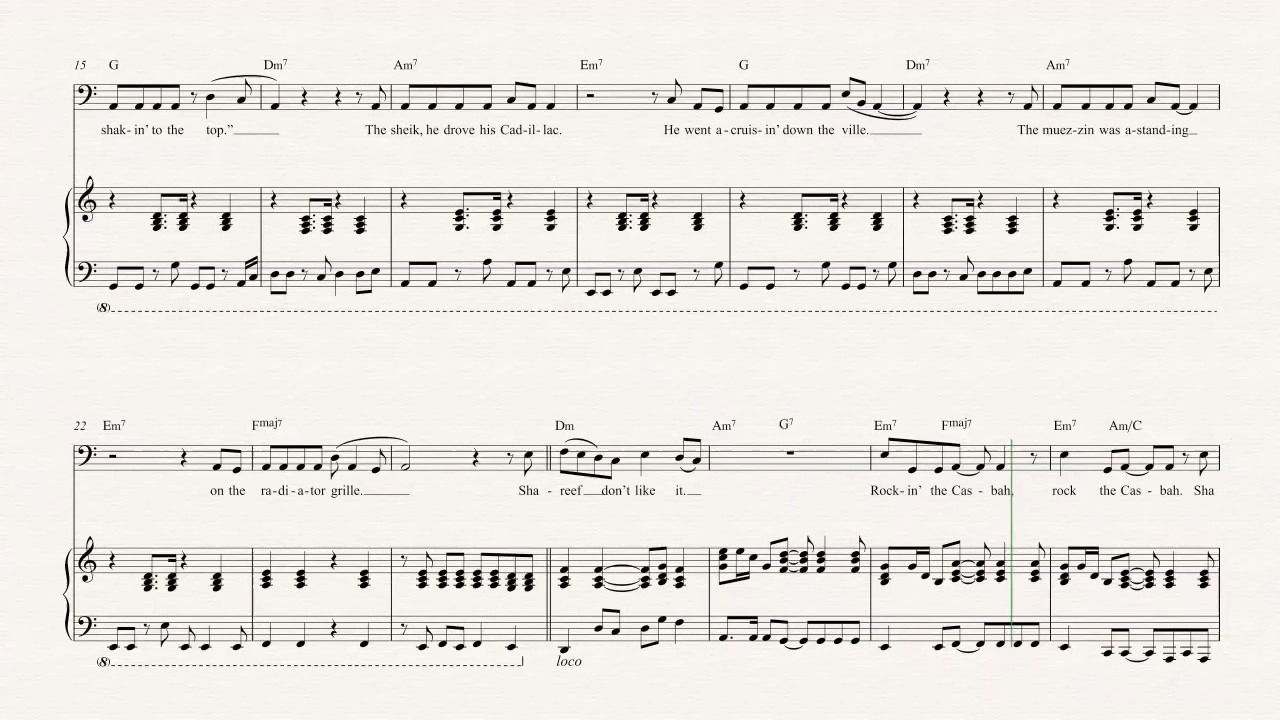 15 G Dm7 Am7 Em7 G Dm7 Am7
shak- in’ to the top.” The sheik, he drove his Cad- il- lac. He went a - cruis- in’ down the ville. The muez-zin was a-stand-ing
(8)
22 Em7 Fmaj7 Dm Am7 G7 Em7 Fmaj7 Em7 Am/C
on the ra- di - a- tor grille. Sha - reef don’t like it. Rock- in’ the Cas - bah, rock the Cas - bah. Sha
(8) loco